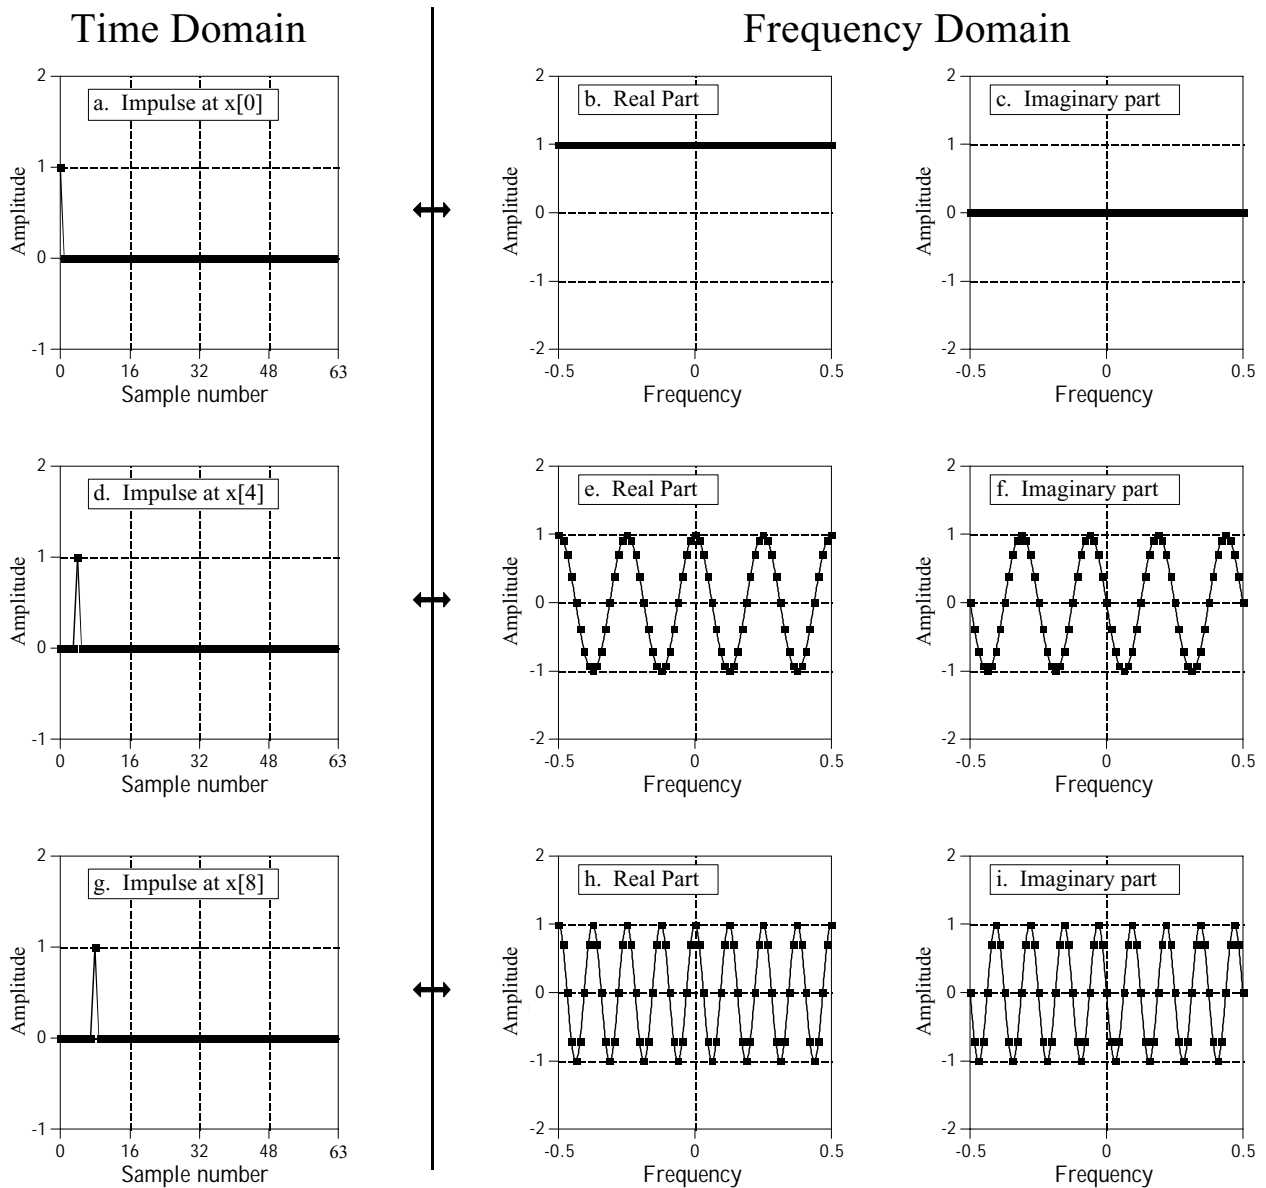 Time Domain
Frequency Domain
a. Impulse at x[0]
Amplitude
2
1
0
-1
0 16 32 48 63
Sample number
b. Real Part
Amplitude
2
1
0
-1
-2
-0.5 0 0.5
Frequency
c. Imaginary part
Amplitude
2
1
0
-1
-2
-0.5 0 0.5
Frequency
d. Impulse at x[4]
Amplitude
2
1
0
-1
0 16 32 48 63
Sample number
e. Real Part
Amplitude
2
1
0
-1
-2
-0.5 0 0.5
Frequency
f. Imaginary part
Amplitude
2
1
0
-1
-2
-0.5 0 0.5
Frequency
g. Impulse at x[8]
Amplitude
2
1
0
-1
0 16 32 48 63
Sample number
h. Real Part
Amplitude
2
1
0
-1
-2
-0.5 0 0.5
Frequency
i. Imaginary part
Amplitude
2
1
0
-1
-2
-0.5 0 0.5
Frequency